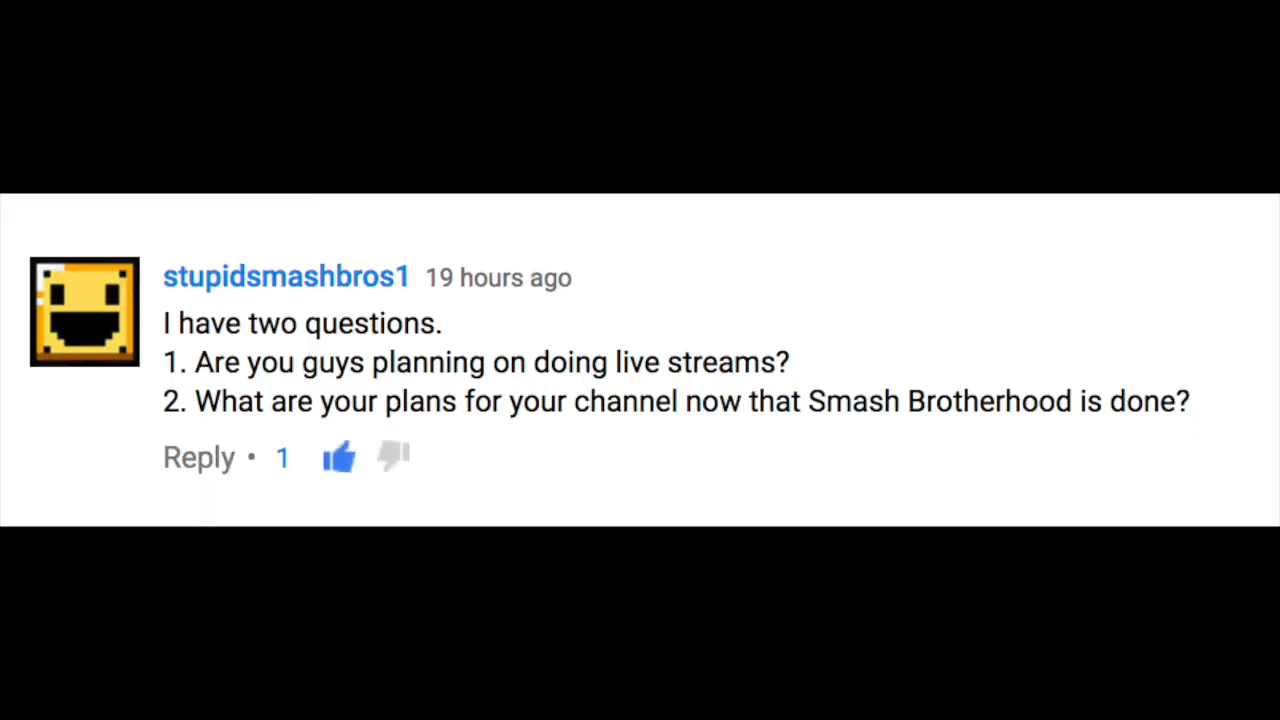 stupidsmashbros1 19 hours ago
I have two questions.
1. Are you guys planning on doing live streams?
2. What are your plans for your channel now that Smash Brotherhood is done?
Reply • 1